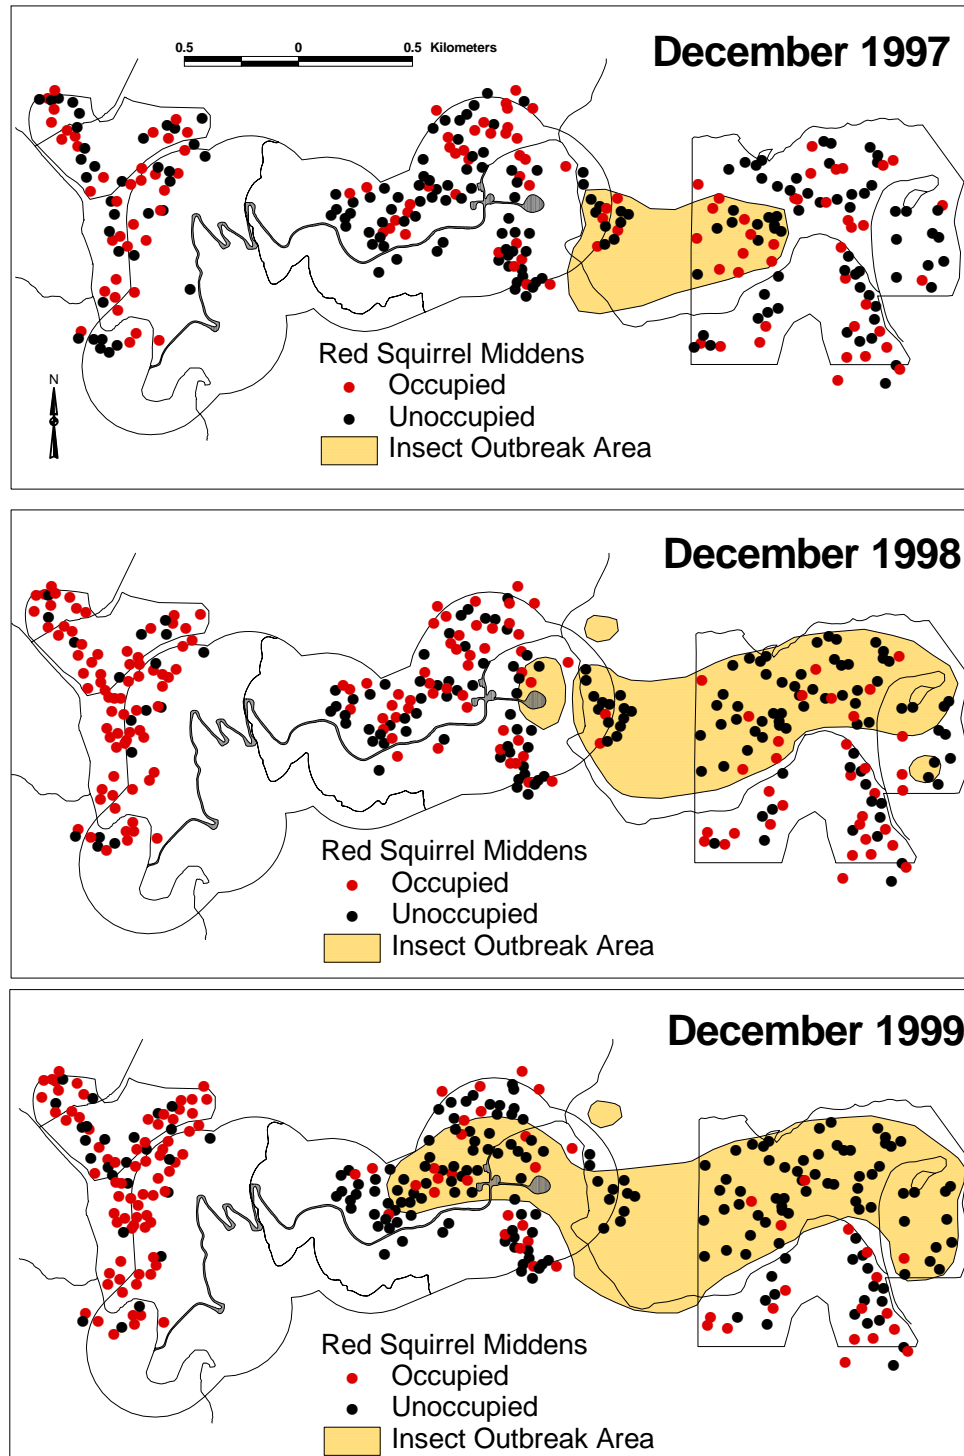 December 1997
0.5 0 0.5 Kilometers
N
Red Squirrel Middens
Occupied
Unoccupied
Insect Outbreak Area
December 1998
Red Squirrel Middens
Occupied
Unoccupied
Insect Outbreak Area
December 1999
Red Squirrel Middens
Occupied
Unoccupied
Insect Outbreak Area